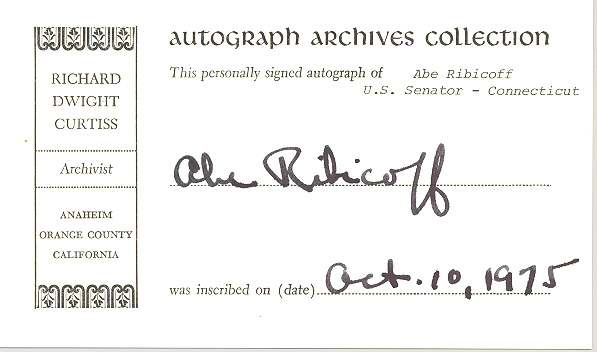 RICHARD
DWIGHT
CURTISS
Archivist
ANAHEIM
ORANGE COUNTY
CALIFORNIA
AUTOGRAPH ARCHIVES COLLECTION
This personally signed autograph of Abe Ribicoff
U.S. Senator - Connecticut
Abe Ribicoff
was inscribed on (date) Oct. 10, 1975